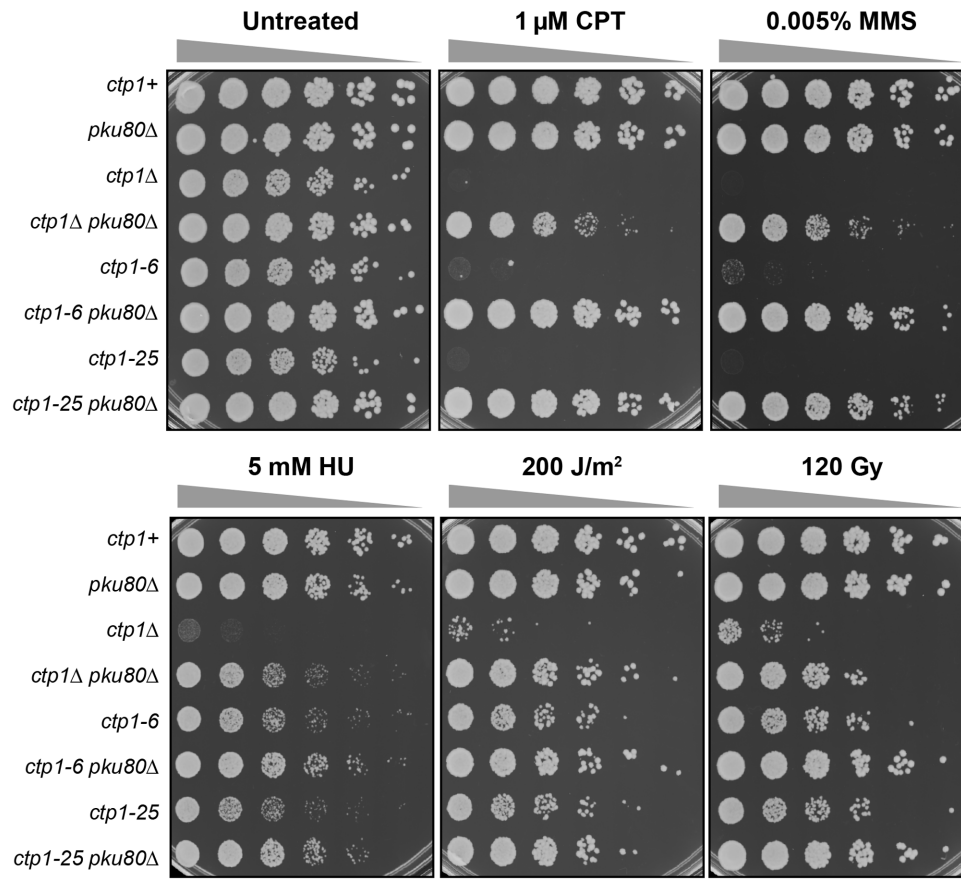 Untreated 1 µM CPT 0.005% MMS
ctp1+
pku80Δ
ctp1Δ
ctp1Δ pku80Δ
ctp1-6
ctp1-6 pku80Δ
ctp1-25
ctp1-25 pku80Δ
5 mM HU 200 J/m² 120 Gy
ctp1+
pku80Δ
ctp1Δ
ctp1Δ pku80Δ
ctp1-6
ctp1-6 pku80Δ
ctp1-25
ctp1-25 pku80Δ